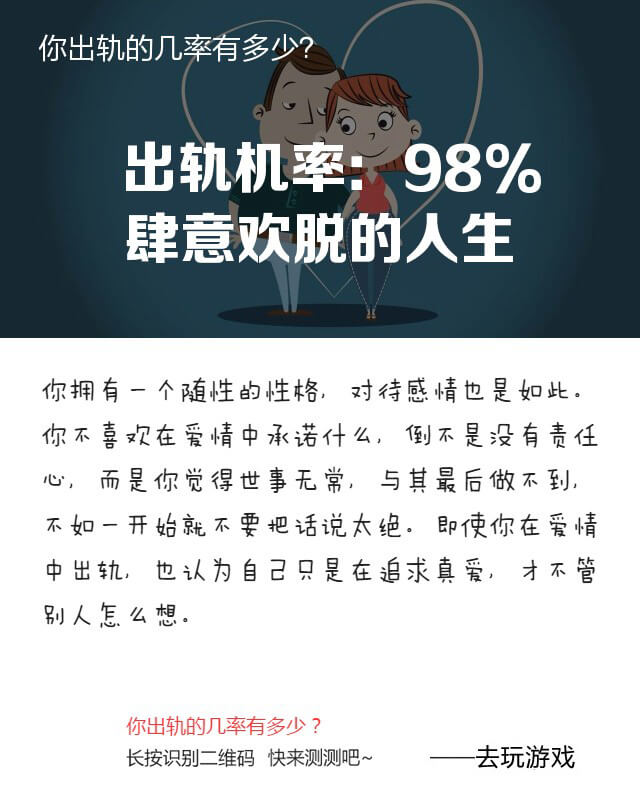 你出轨的几率有多少?
出轨机率：98%
肆意欢脱的人生
你拥有一个随性的性格，对待感情也是如此。
你不喜欢在爱情中承诺什么，倒不是没有责任
心，而是你觉得世事无常，与其最后做不到，
不如一开始就不要把话说太绝。即使你在爱情
中出轨，也认为自己只是在追求真爱，才不管
别人怎么想。
你出轨的几率有多少？
长按识别二维码 快来测测吧~
——去玩游戏